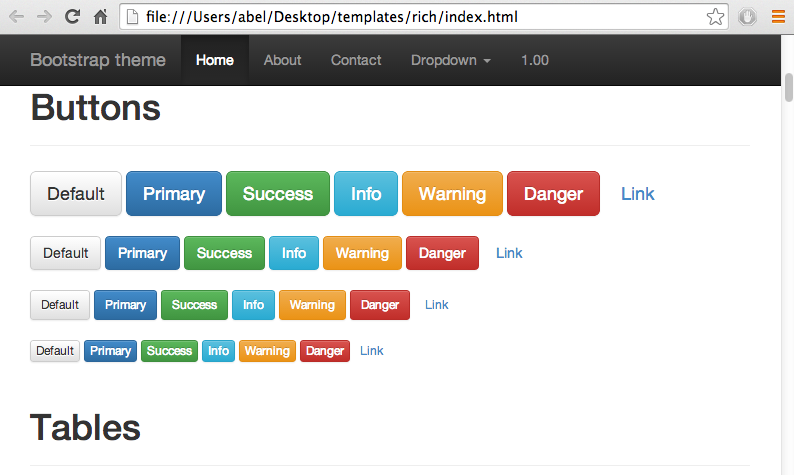 file:///Users/abel/Desktop/templates/rich/index.html
Bootstrap theme Home About Contact Dropdown 1.00
Buttons
Default Primary Success Info Warning Danger Link
Default Primary Success Info Warning Danger Link
Default Primary Success Info Warning Danger Link
Default Primary Success Info Warning Danger Link
Tables